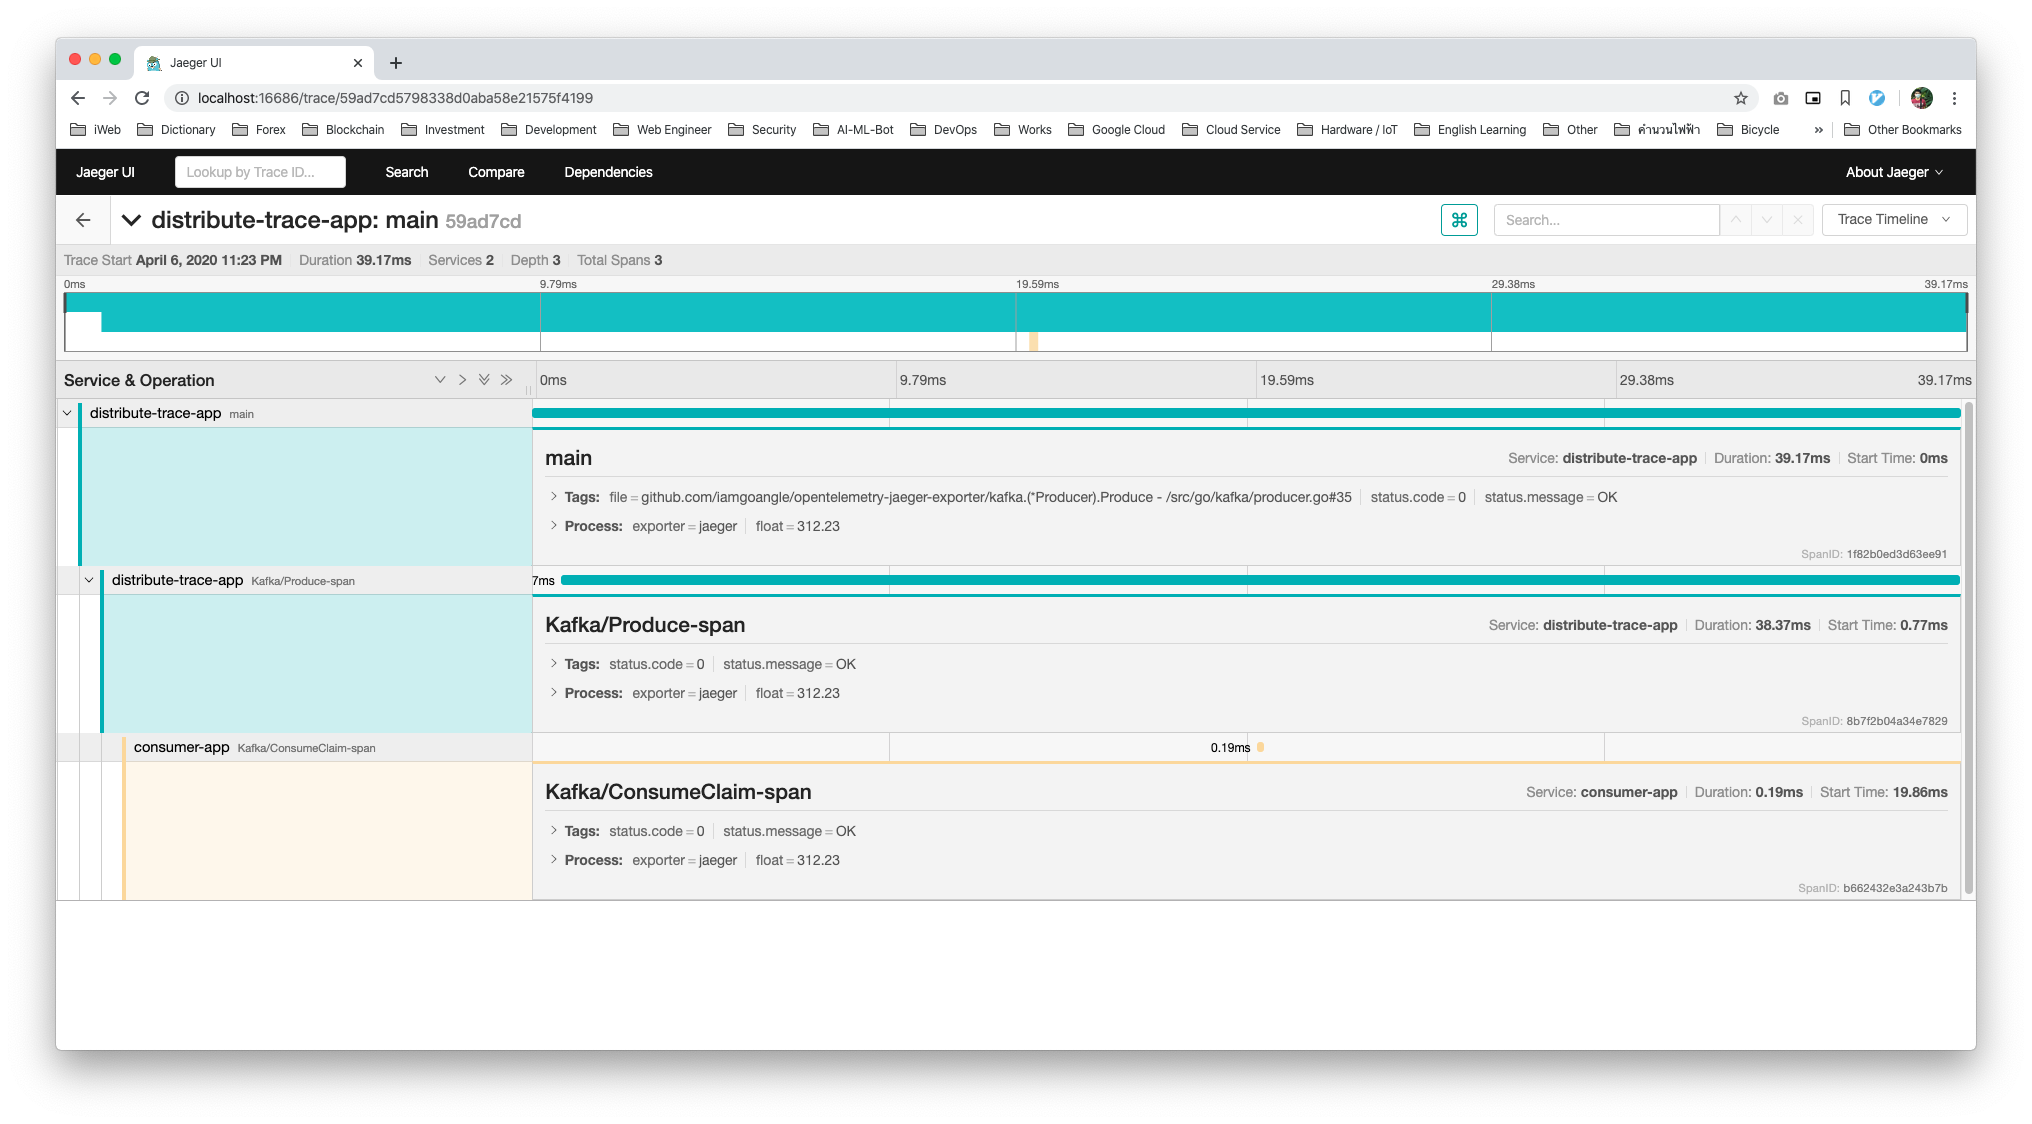 Jaeger UI
localhost:16686/trace/59ad7cd5798338d0aba58e21575f4199
iWeb Dictionary Forex Blockchain Investment Development Web Engineer Security AI-ML-Bot DevOps Works Google Cloud Cloud Service Hardware / IoT English Learning Other คำนวนไฟฟ้า Bicycle » Other Bookmarks
Jaeger UI Lookup by Trace ID... Search Compare Dependencies About Jaeger
distribute-trace-app: main 59ad7cd ⌘ Search... Trace Timeline
Trace Start April 6, 2020 11:23 PM Duration 39.17ms Services 2 Depth 3 Total Spans 3
0ms 9.79ms 19.59ms 29.38ms 39.17ms
Service & Operation 0ms 9.79ms 19.59ms 29.38ms 39.17ms
distribute-trace-app main
main Service: distribute-trace-app Duration: 39.17ms Start Time: 0ms
Tags: file = github.com/iamgoangle/opentelemetry-jaeger-exporter/kafka.(*Producer).Produce - /src/go/kafka/producer.go#35 status.code = 0 status.message = OK
Process: exporter = jaeger float = 312.23
SpanID: 1f82b0ed3d63ee91
distribute-trace-app Kafka/Produce-span 7ms
Kafka/Produce-span Service: distribute-trace-app Duration: 38.37ms Start Time: 0.77ms
Tags: status.code = 0 status.message = OK
Process: exporter = jaeger float = 312.23
SpanID: 8b7f2b04a34e7829
consumer-app Kafka/ConsumeClaim-span 0.19ms
Kafka/ConsumeClaim-span Service: consumer-app Duration: 0.19ms Start Time: 19.86ms
Tags: status.code = 0 status.message = OK
Process: exporter = jaeger float = 312.23
SpanID: b662432e3a243b7b